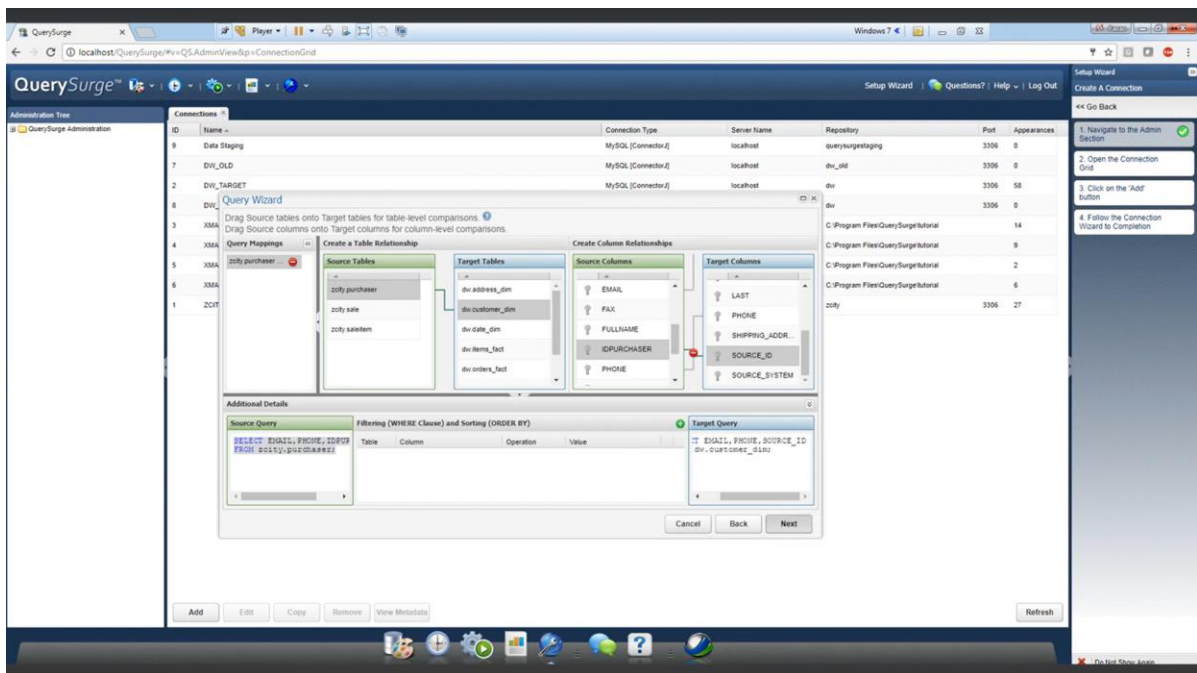 QuerySurge
Player
Windows 7
localhost/QuerySurge/#v=QS.AdminView&p=ConnectionGrid
QuerySurge™
Setup Wizard | Questions? | Help | Log Out
Setup Wizard
Create A Connection
<< Go Back
1. Navigate to the Admin
Section
2. Open the Connection
Grid
3. Click on the 'Add'
button
4. Follow the Connection
Wizard to Completion
Administration Tree
QuerySurge Administration
Connections
ID Name Connection Type Server Name Repository Port Appearances
9 Data Staging MySQL [ConnectorJ] localhost querysurgestaging 3306 0
7 DW_OLD MySQL [ConnectorJ] localhost dw_old 3306 0
2 DW_TARGET MySQL [ConnectorJ] localhost dw 3306 58
8 DW_ dw 3306 0
3 XMA C:\Program Files\QuerySurge\tutorial 14
4 XMA C:\Program Files\QuerySurge\tutorial 9
5 XMA C:\Program Files\QuerySurge\tutorial 2
6 XMA C:\Program Files\QuerySurge\tutorial 6
1 ZCIT zcity 3306 27
Query Wizard
Drag Source tables onto Target tables for table-level comparisons.
Drag Source columns onto Target columns for column-level comparisons.
Query Mappings
zcity.purchaser ...
Create a Table Relationship
Source Tables
zcity.purchaser
zcity.sale
zcity.saleitem
Target Tables
dw.address_dim
dw.customer_dim
dw.date_dim
dw.items_fact
dw.orders_fact
Create Column Relationships
Source Columns
EMAIL
FAX
FULLNAME
IDPURCHASER
PHONE
Target Columns
LAST
PHONE
SHIPPING_ADDR...
SOURCE_ID
SOURCE_SYSTEM
Additional Details
Source Query
SELECT EMAIL,PHONE,IDPUR
FROM zcity.purchaser;
Filtering (WHERE Clause) and Sorting (ORDER BY)
Table Column Operation Value
Target Query
T EMAIL,PHONE,SOURCE_ID
dw.customer_dim;
Cancel Back Next
Add Edit Copy Remove View Metadata Refresh
Do Not Show Again